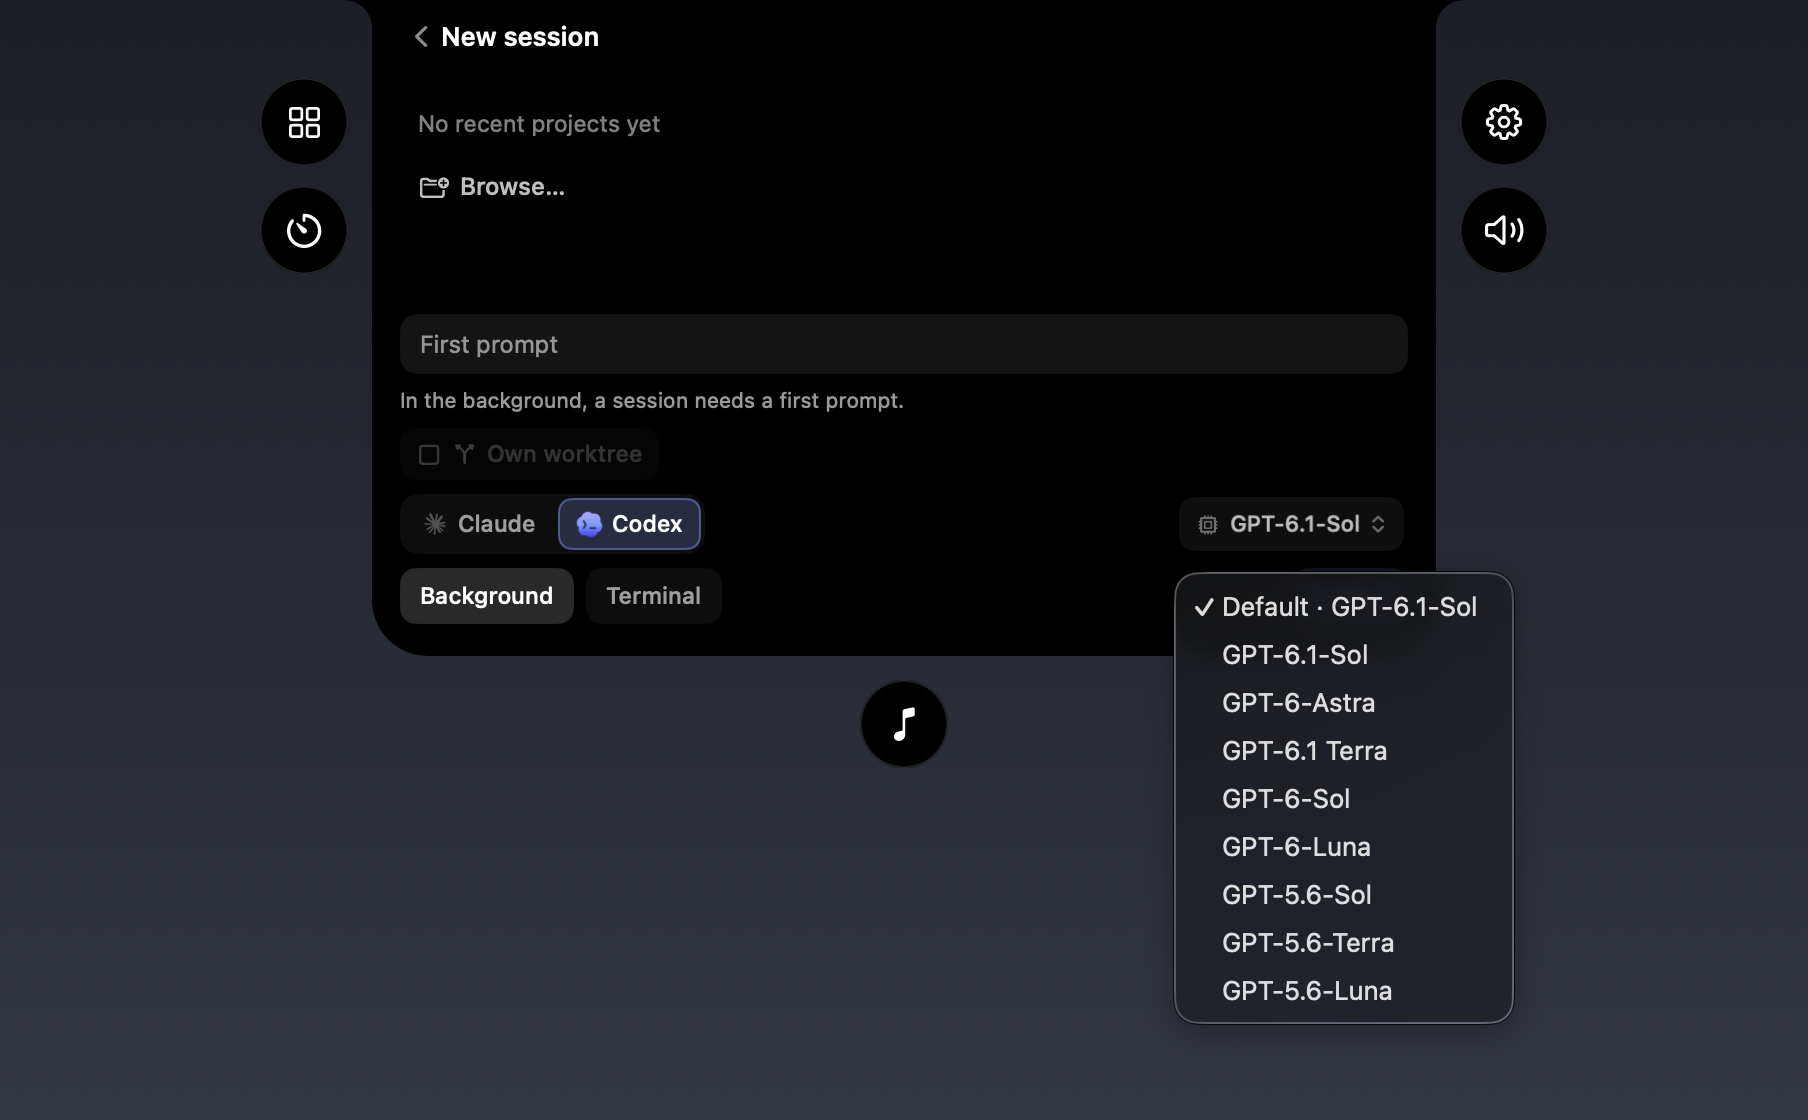 New session
No recent projects yet
Browse...
First prompt
In the background, a session needs a first prompt.
Own worktree
Claude
Codex
GPT-6.1-Sol
Background
Terminal
Default · GPT-6.1-Sol
GPT-6.1-Sol
GPT-6-Astra
GPT-6.1 Terra
GPT-6-Sol
GPT-6-Luna
GPT-5.6-Sol
GPT-5.6-Terra
GPT-5.6-Luna